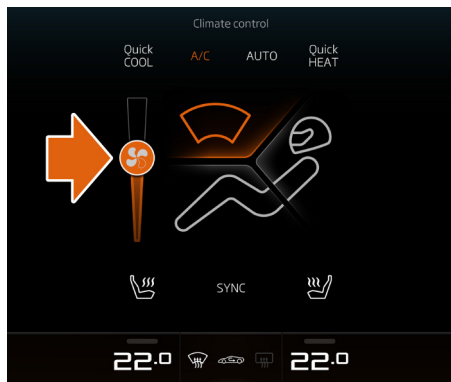 Climate control
Quick
COOL
A/C
AUTO
Quick
HEAT
SYNC
22.0
22.0